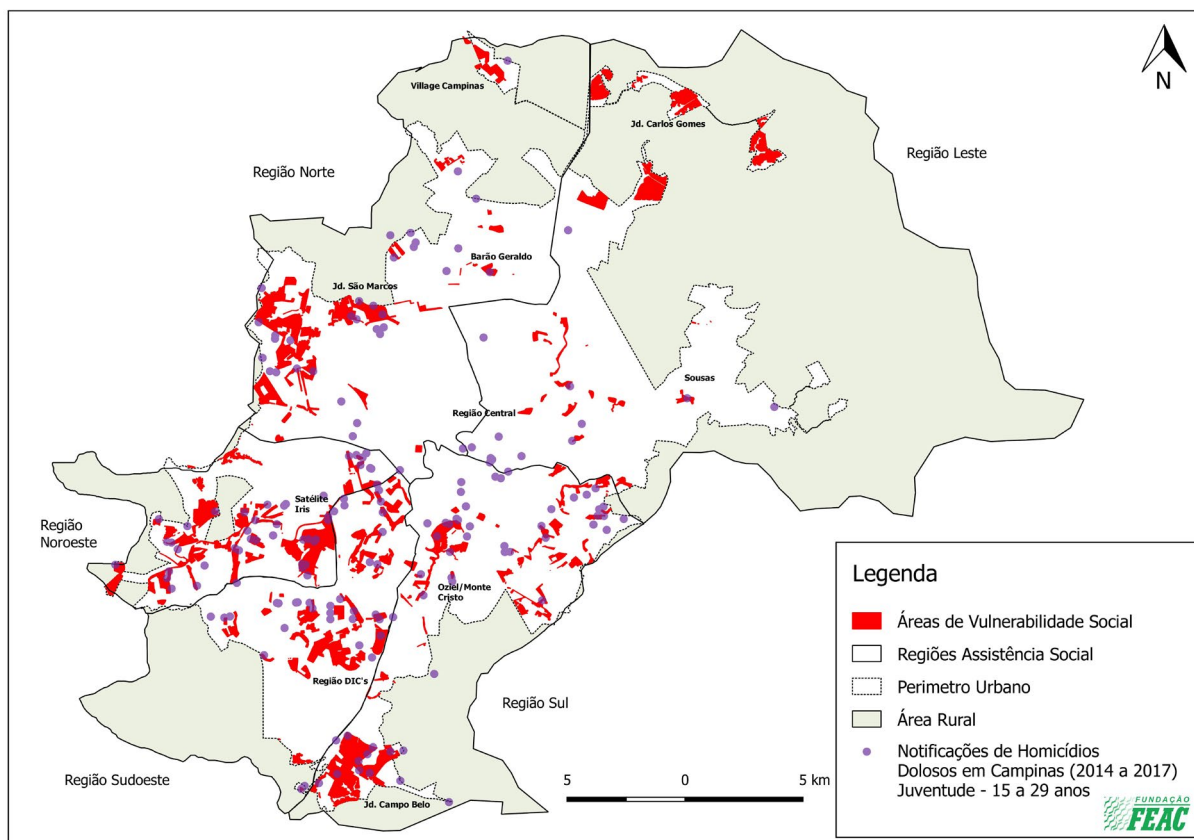 N
Village Campinas
Jd. Carlos Gomes
Região Leste
Região Norte
Barão Geraldo
Jd. São Marcos
Sousas
Região Central
Satélite
Iris
Região
Noroeste
Oziel/Monte
Cristo
Região DIC's
Região Sul
Região Sudoeste
Jd. Campo Belo
5 0 5 km
Legenda
Áreas de Vulnerabilidade Social
Regiões Assistência Social
Perimetro Urbano
Área Rural
Notificações de Homicídios
Dolosos em Campinas (2014 a 2017)
Juventude - 15 a 29 anos
FUNDAÇÃO
FEAC